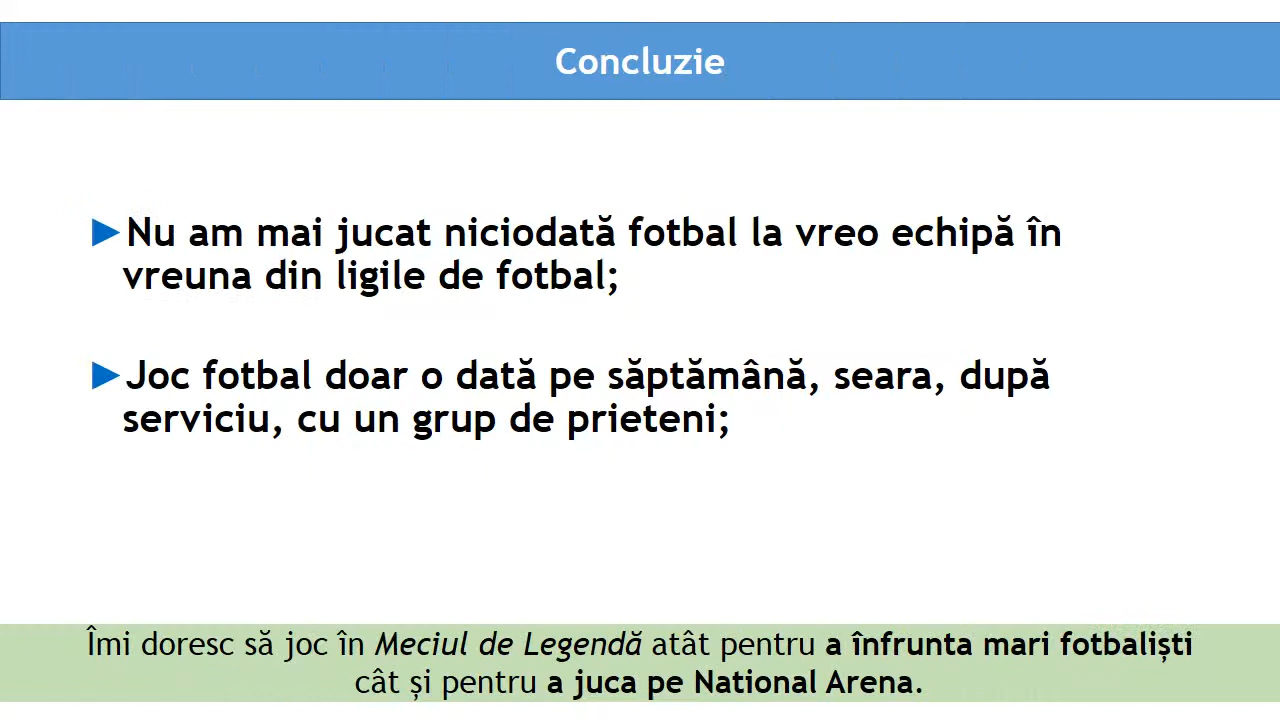 Concluzie
►Nu am mai jucat niciodată fotbal la vreo echipă în
vreuna din ligile de fotbal;
►Joc fotbal doar o dată pe săptămână, seara, după
serviciu, cu un grup de prieteni;
Îmi doresc să joc în Meciul de Legendă atât pentru a înfrunta mari fotbaliști
cât și pentru a juca pe National Arena.